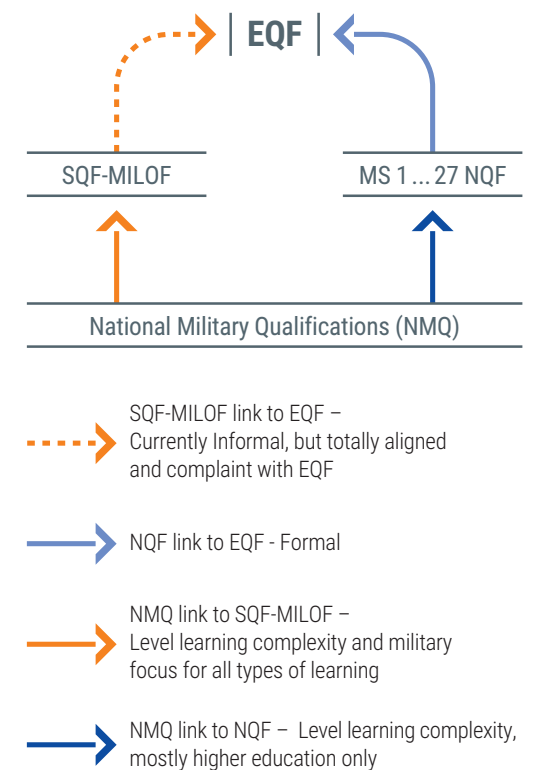 EQF
SQF-MILOF
MS 1 ... 27 NQF
National Military Qualifications (NMQ)
SQF-MILOF link to EQF –
Currently Informal, but totally aligned
and complaint with EQF
NQF link to EQF - Formal
NMQ link to SQF-MILOF –
Level learning complexity and military
focus for all types of learning
NMQ link to NQF – Level learning complexity,
mostly higher education only